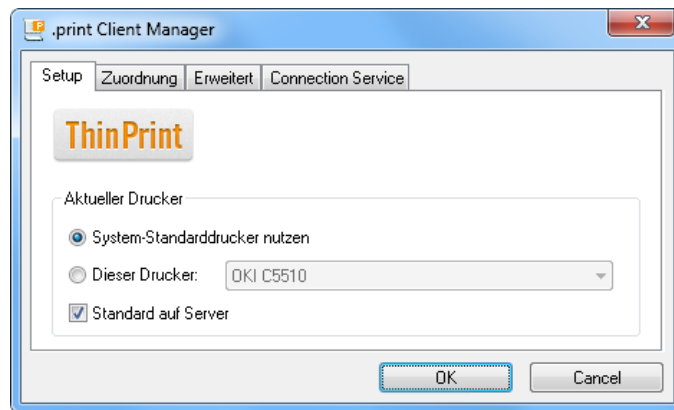 .print Client Manager
Setup Zuordnung Erweitert Connection Service
ThinPrint
Aktueller Drucker
System-Standarddrucker nutzen
Dieser Drucker: OKI C5510
Standard auf Server
OK Cancel